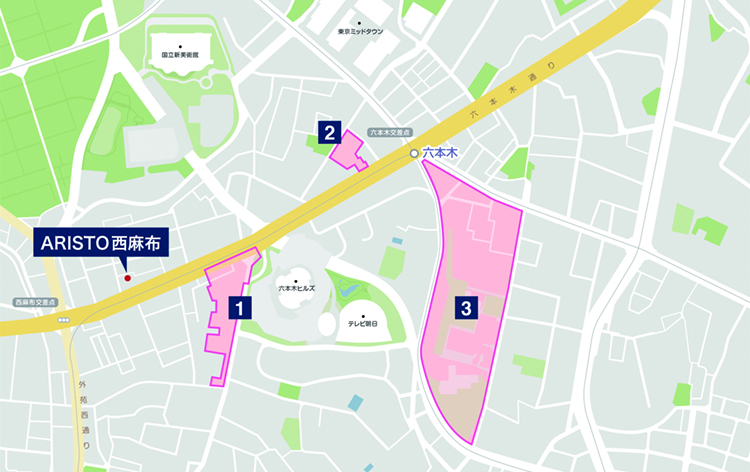 東京ミッドタウン
国立新美術館
六本木通り
2
六本木交差点
六本木
ARISTO西麻布
六本木ヒルズ
西麻布交差点
1
3
テレビ朝日
外苑西通り